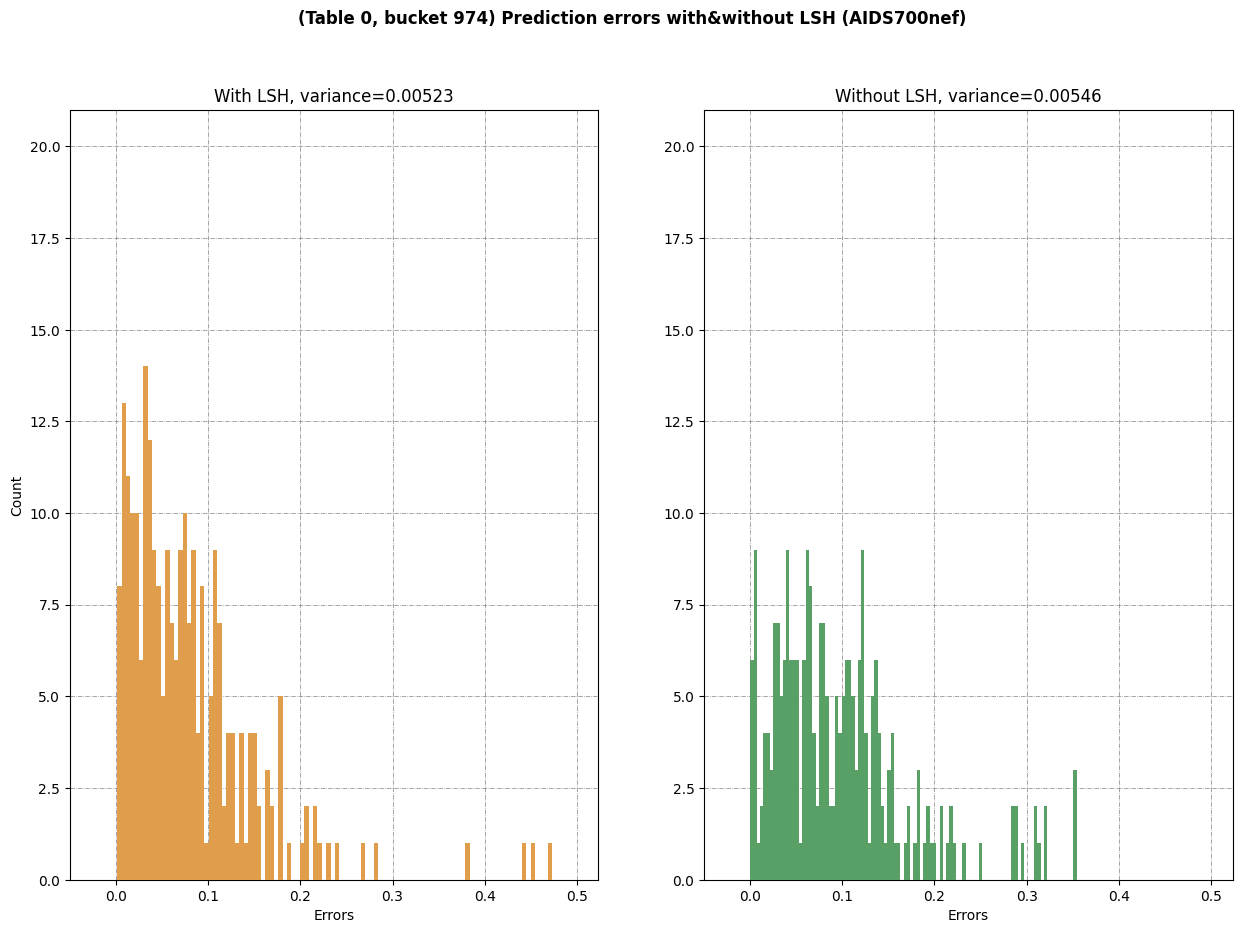 (Table 0, bucket 974) Prediction errors with&without LSH (AIDS700nef)
With LSH, variance=0.00523
20.0
17.5
15.0
12.5
10.0
7.5
5.0
2.5
0.0
Count
0.0 0.1 0.2 0.3 0.4 0.5
Errors
Without LSH, variance=0.00546
20.0
17.5
15.0
12.5
10.0
7.5
5.0
2.5
0.0
0.0 0.1 0.2 0.3 0.4 0.5
Errors